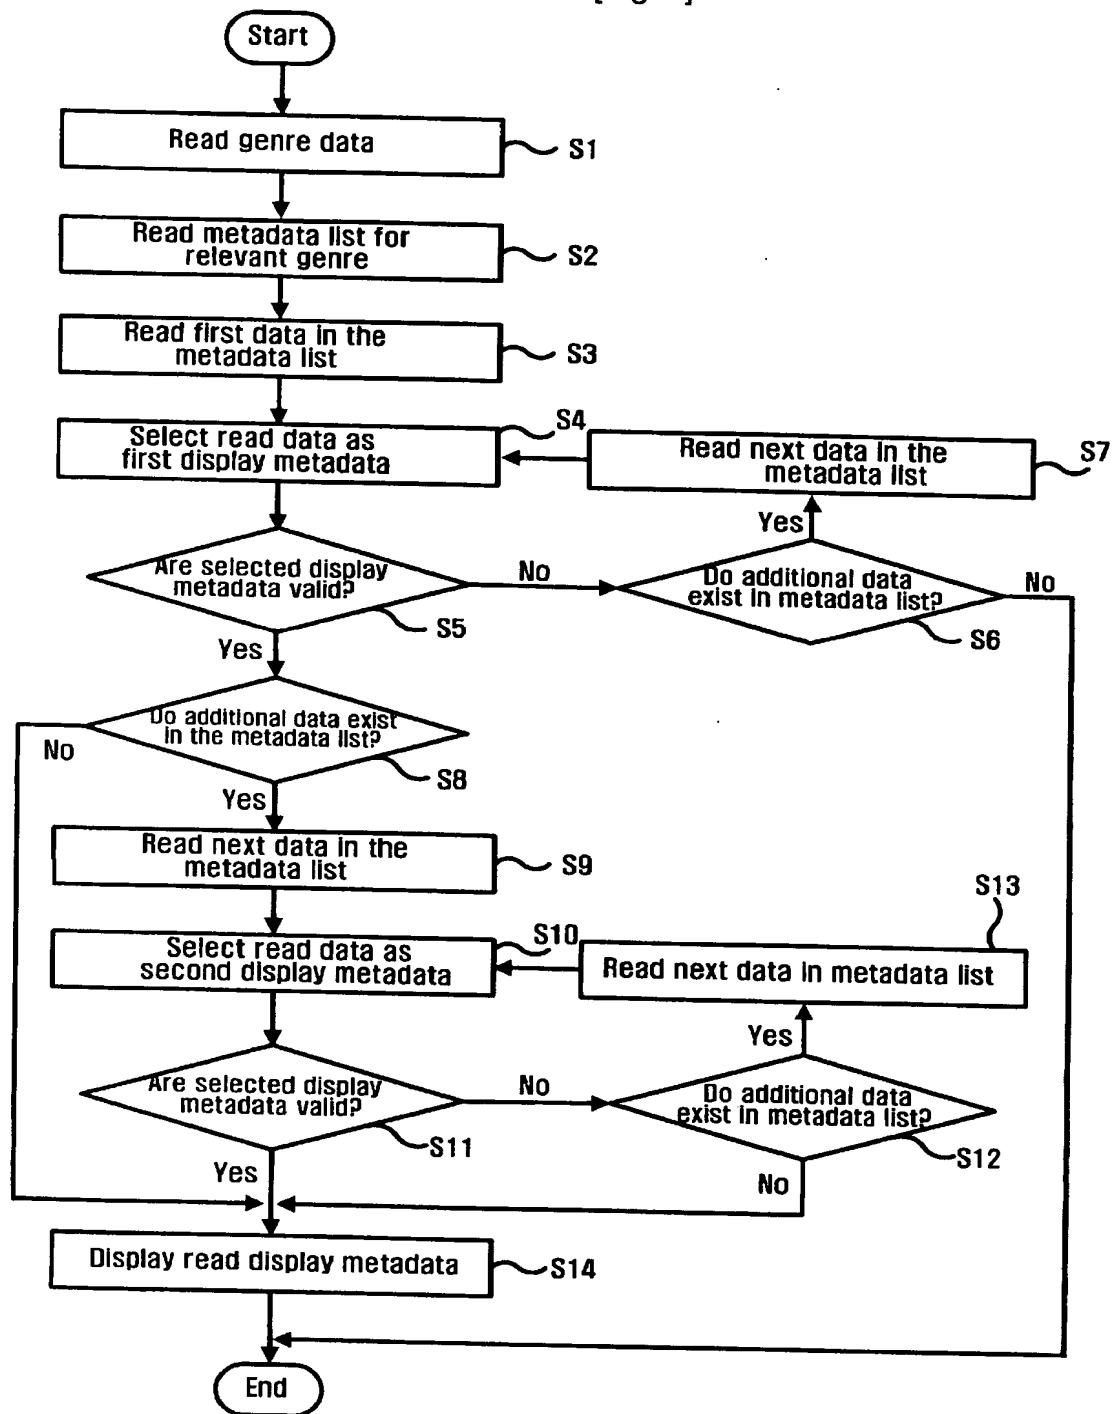 Start
Read genre data
S1
Read metadata list for
relevant genre
S2
Read first data in the
metadata list
S3
Select read data as
first display metadata
S4
Read next data in the
metadata list
S7
Yes
Are selected display
metadata valid?
S5
No
Do additional data
exist in metadata list?
S6
No
Yes
Do additional data exist
in the metadata list?
S8
No
Yes
Read next data in the
metadata list
S9
Select read data as
second display metadata
S10
S13
Read next data in metadata list
Yes
Are selected display
metadata valid?
S11
No
Do additional data
exist in metadata list?
S12
Yes
No
Display read display metadata
S14
End